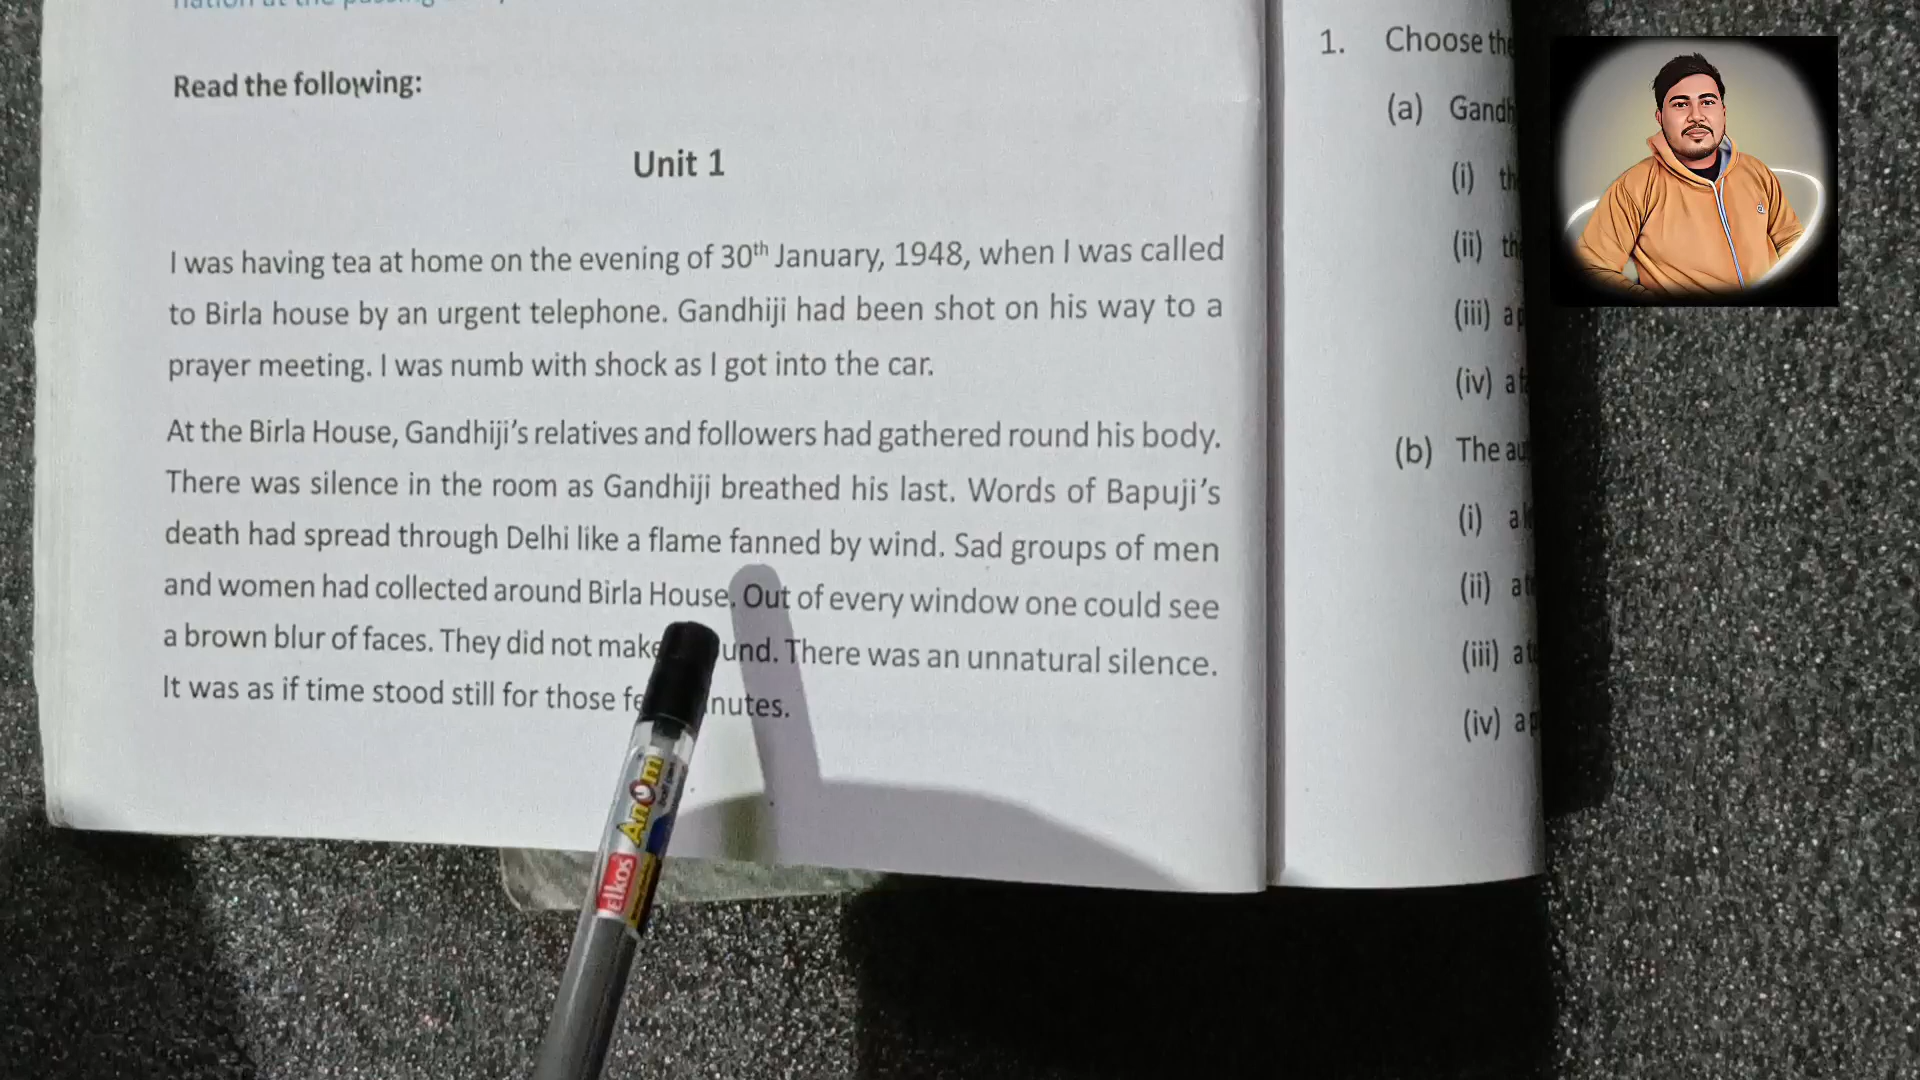 Read the following:
Unit 1
I was having tea at home on the evening of 30th January, 1948, when I was called
to Birla house by an urgent telephone. Gandhiji had been shot on his way to a
prayer meeting. I was numb with shock as I got into the car.
At the Birla House, Gandhiji's relatives and followers had gathered round his body.
There was silence in the room as Gandhiji breathed his last. Words of Bapuji's
death had spread through Delhi like a flame fanned by wind. Sad groups of men
and women had collected around Birla House. Out of every window one could see
a brown blur of faces. They did not make und. There was an unnatural silence.
It was as if time stood still for those fe nutes.
1. Choose the
(a) Gandh
(i) th
(ii) th
(iii) a p
(iv) a f
(b) The au
(i) a
(ii) a
(iii) a
(iv) a p
Elkos AnOm